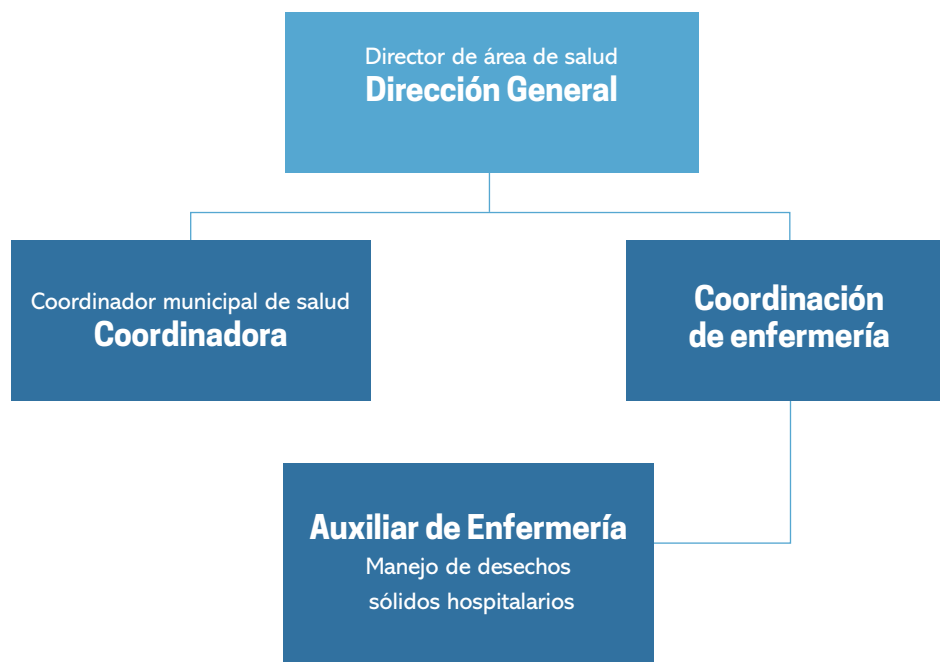 Director de área de salud
Dirección General
Coordinador municipal de salud
Coordinadora
Coordinación
de enfermería
Auxiliar de Enfermería
Manejo de desechos
sólidos hospitalarios